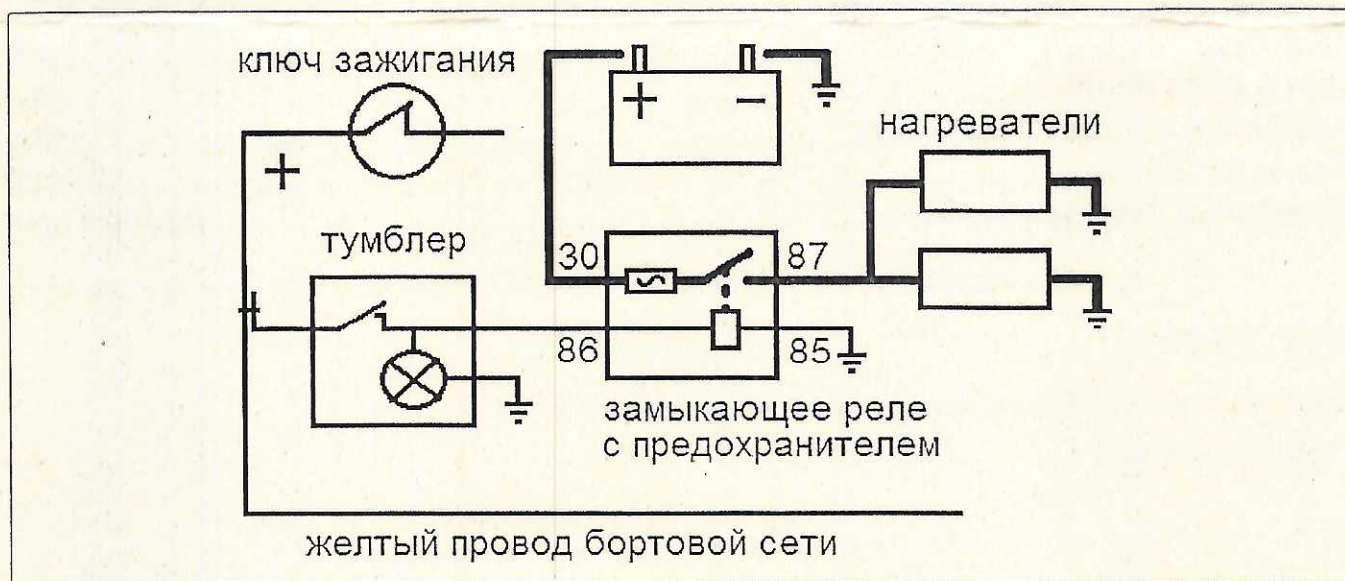 ключ зажигания
+
+ −
нагреватели
тумблер
30
87
86
85
замыкающее реле
с предохранителем
желтый провод бортовой сети